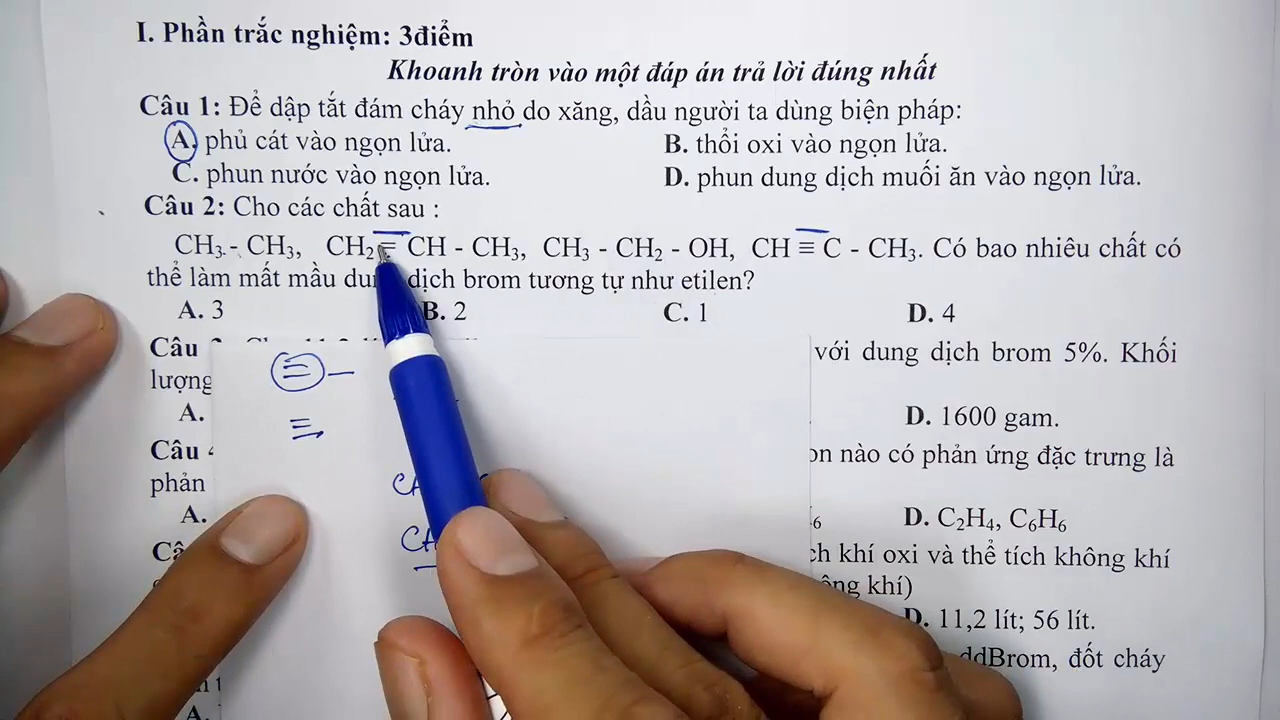 I. Phần trắc nghiệm: 3điểm
Khoanh tròn vào một đáp án trả lời đúng nhất
Câu 1: Để dập tắt đám cháy nhỏ do xăng, dầu người ta dùng biện pháp:
A. phủ cát vào ngọn lửa. B. thổi oxi vào ngọn lửa.
C. phun nước vào ngọn lửa. D. phun dung dịch muối ăn vào ngọn lửa.
Câu 2: Cho các chất sau :
CH₃ - CH₃, CH₂ = CH - CH₃, CH₃ - CH₂ - OH, CH ≡ C - CH₃. Có bao nhiêu chất có
thể làm mất mầu dịch brom tương tự như etilen?
A. 3 B. 2 C. 1 D. 4
Câu với dung dịch brom 5%. Khối
lượng
A. D. 1600 gam.
Câu nào có phản ứng đặc trưng là
phản
A. D. C₂H₄, C₆H₆
khí oxi và thể tích không khí
khí)
D. 11,2 lít; 56 lít.
ddBrom, đốt cháy
A.